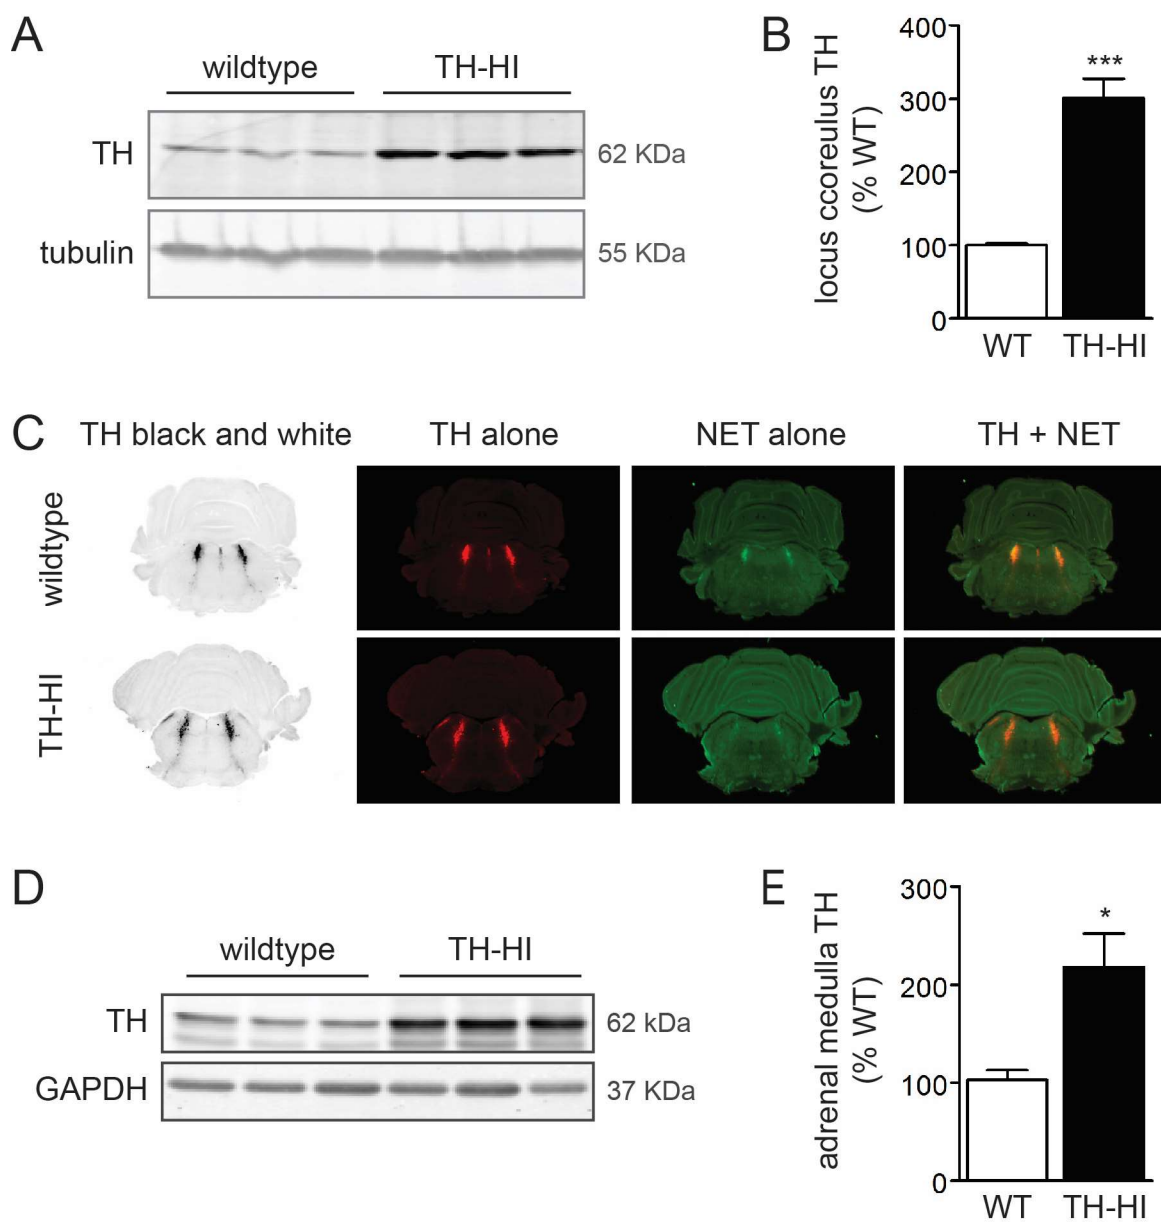 A
wildtype TH-HI
TH 62 KDa
tubulin 55 KDa
B
locus ccoreulus TH
(% WT)
400
300
200
100
0
***
WT TH-HI
C TH black and white TH alone NET alone TH + NET
wildtype
TH-HI
D
wildtype TH-HI
TH 62 kDa
GAPDH 37 KDa
E
adrenal medulla TH
(% WT)
300
200
100
0
*
WT TH-HI